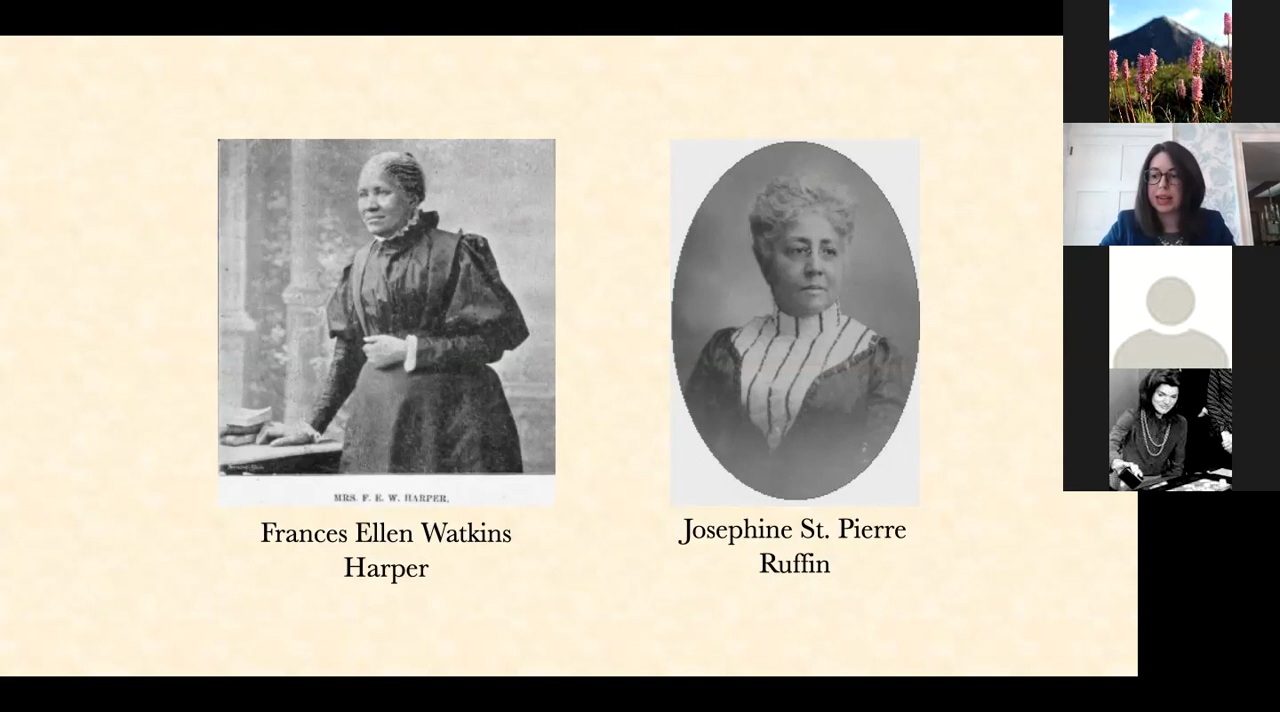 MRS. F. E. W. HARPER,
Frances Ellen Watkins
Harper
Josephine St. Pierre
Ruffin